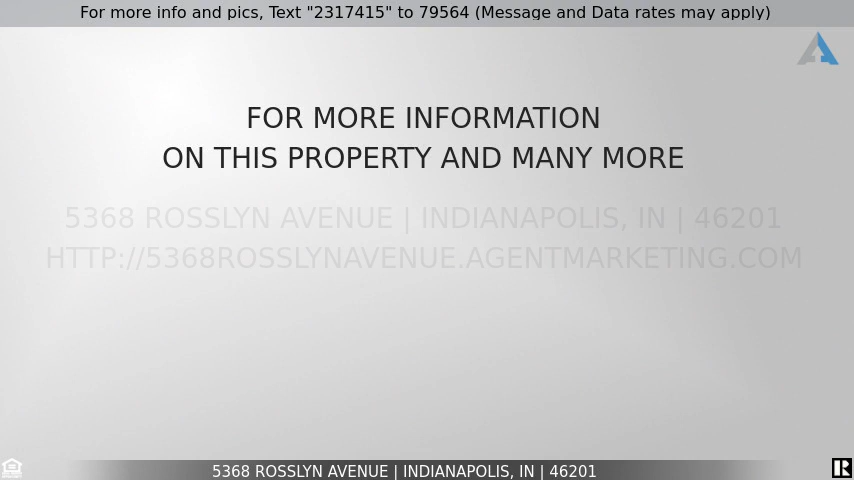 For more info and pics, Text "2317415" to 79564 (Message and Data rates may apply)
FOR MORE INFORMATION
ON THIS PROPERTY AND MANY MORE
5368 ROSSLYN AVENUE | INDIANAPOLIS, IN | 46201
HTTP://5368ROSSLYNAVENUE.AGENTMARKETING.COM
5368 ROSSLYN AVENUE | INDIANAPOLIS, IN | 46201